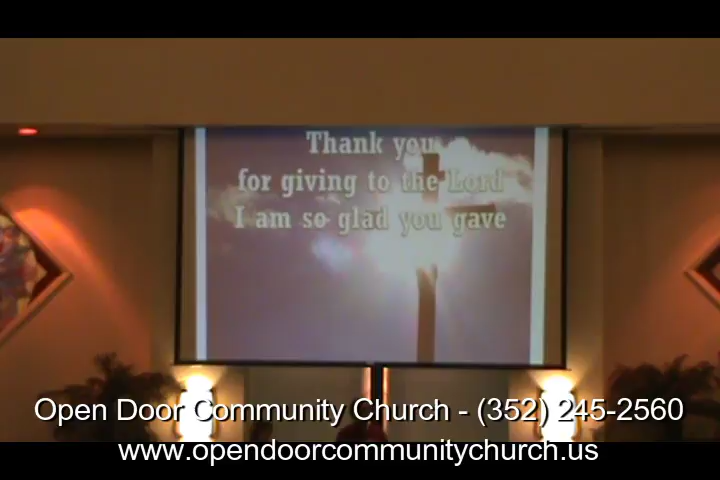 Thank you
for giving to the Lord
I am so glad you gave
Open Door Community Church - (352) 245-2560
www.opendoorcommunitychurch.us